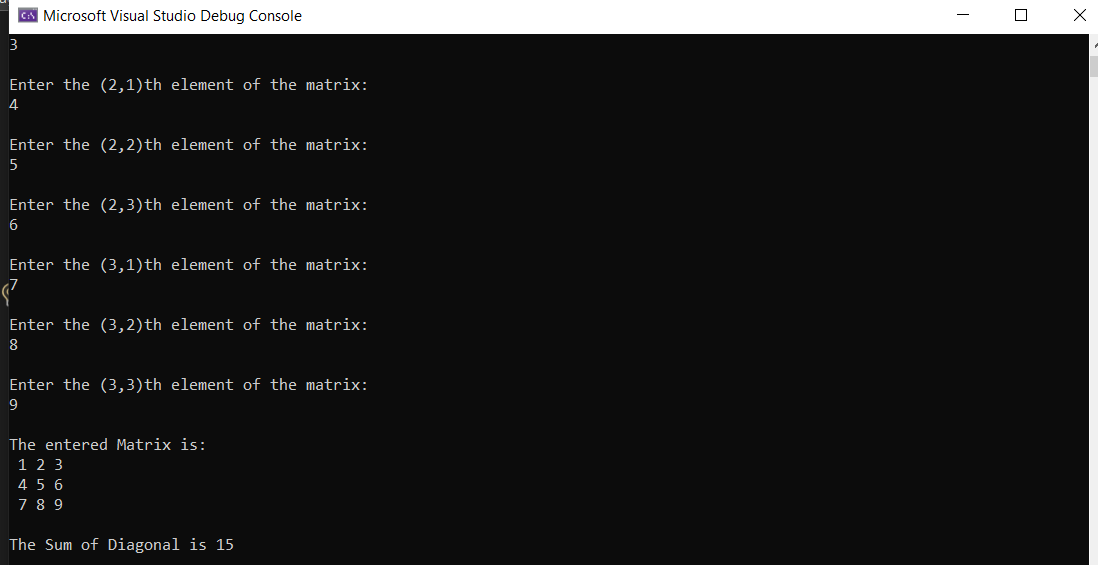 Microsoft Visual Studio Debug Console
3
Enter the (2,1)th element of the matrix:
4
Enter the (2,2)th element of the matrix:
5
Enter the (2,3)th element of the matrix:
6
Enter the (3,1)th element of the matrix:
7
Enter the (3,2)th element of the matrix:
8
Enter the (3,3)th element of the matrix:
9
The entered Matrix is:
1 2 3
4 5 6
7 8 9
The Sum of Diagonal is 15